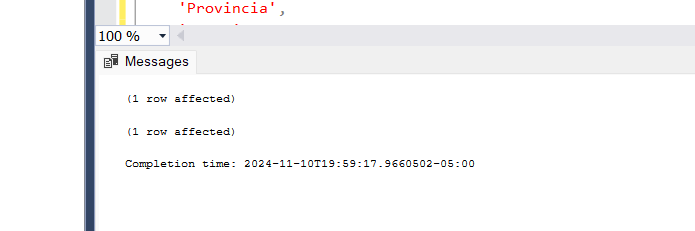 'Provincia',
100 %
Messages
(1 row affected)
(1 row affected)
Completion time: 2024-11-10T19:59:17.9660502-05:00